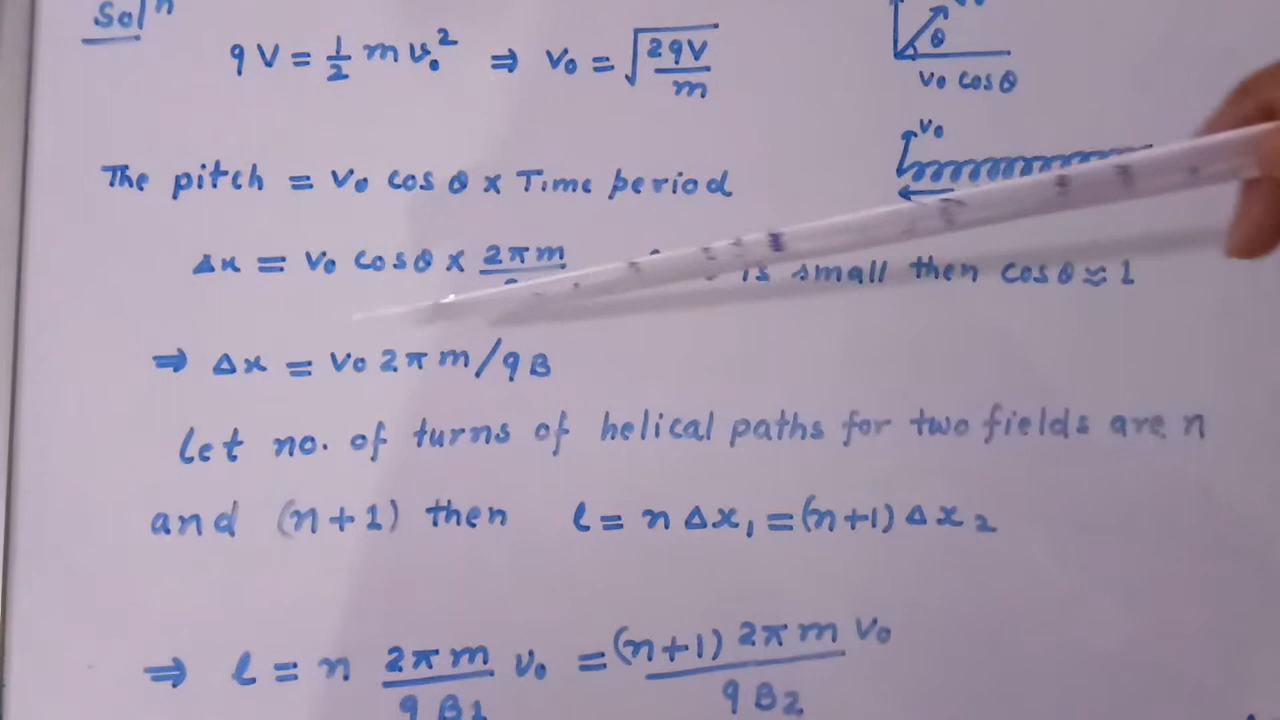 Solⁿ
qV = 1/2 m v₀² ⇒ v₀ = √(2qV/m)
θ
v₀ cos θ
v₀
The pitch = v₀ cos θ × Time period
Δx = v₀ cos θ × 2πm is small then cos θ ≈ 1
⇒ Δx = v₀ 2π m/qB
Let no. of turns of helical paths for two fields are n
and (n+1) then l = n Δx₁ = (n+1) Δx₂
⇒ l = n 2πm/qB₁ v₀ = (n+1) 2πm v₀/qB₂